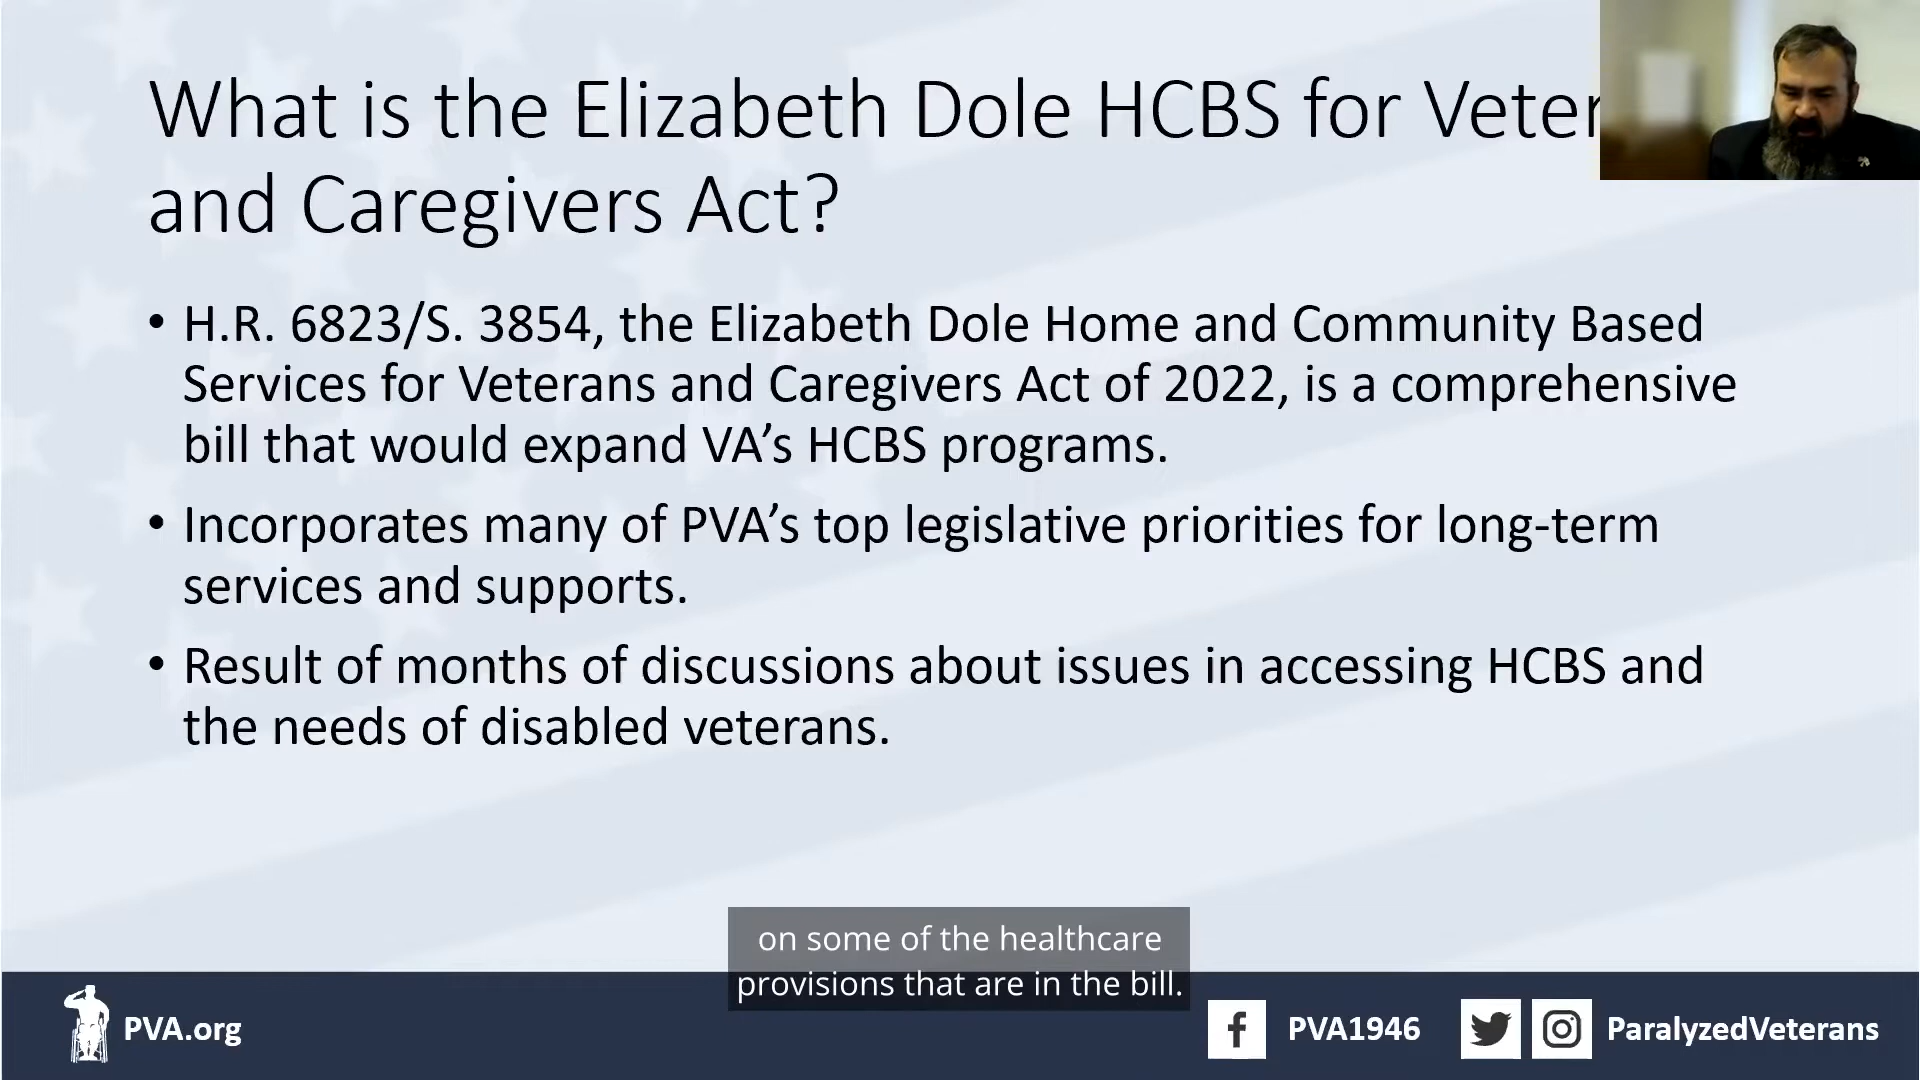 What is the Elizabeth Dole HCBS for Veter
and Caregivers Act?
• H.R. 6823/S. 3854, the Elizabeth Dole Home and Community Based
Services for Veterans and Caregivers Act of 2022, is a comprehensive
bill that would expand VA’s HCBS programs.
• Incorporates many of PVA’s top legislative priorities for long-term
services and supports.
• Result of months of discussions about issues in accessing HCBS and
the needs of disabled veterans.
on some of the healthcare
provisions that are in the bill.
PVA.org
PVA1946
ParalyzedVeterans